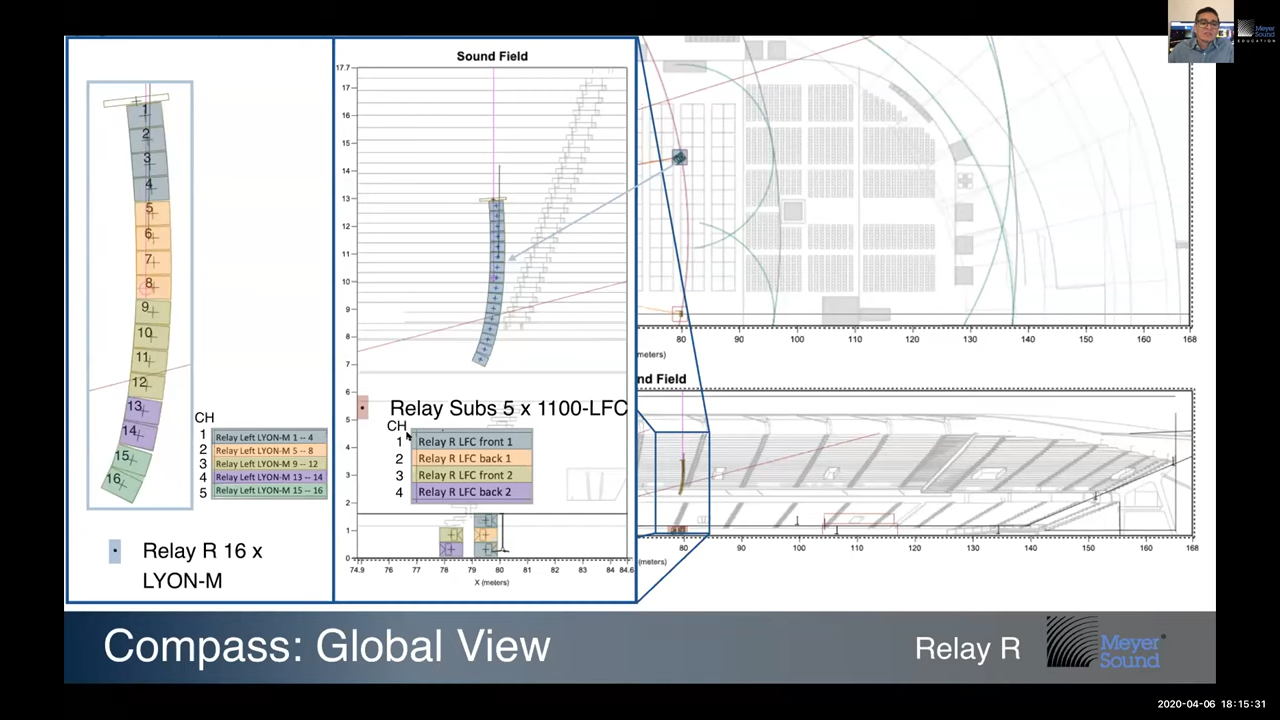 Meyer Sound
EDUCATION
Sound Field
17.7
17
16
15
14
13
12
11
10
9
8
7
6
5
4
3
2
1
0
74.9 76 77 78 79 80 81 82 83 84 84.6
X (meters)
1
2
3
4
5
6
7
8
9
10
11
12
13
14
15
16
CH
1 Relay Left LYON-M 1 -- 4
2 Relay Left LYON-M 5 -- 8
3 Relay Left LYON-M 9 -- 12
4 Relay Left LYON-M 13 -- 14
5 Relay Left LYON-M 15 -- 16
Relay R 16 x
LYON-M
Relay Subs 5 x 1100-LFC
CH
1 Relay R LFC front 1
2 Relay R LFC back 1
3 Relay R LFC front 2
4 Relay R LFC back 2
80 90 100 110 120 130 140 150 168
meters)
nd Field
80 90 100 110 120 130 140 150 160 168
(meters)
Compass: Global View
Relay R
Meyer
Sound
2020-04-06 18:15:31